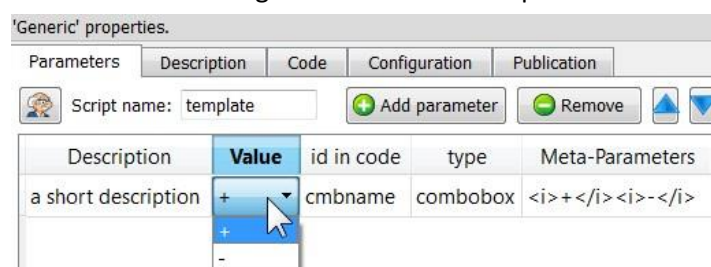 'Generic' properties.
Parameters Description Code Configuration Publication
Script name: template Add parameter Remove
Description Value id in code type Meta-Parameters
a short description + cmbname combobox <i>+</i><i>-</i>
+
-